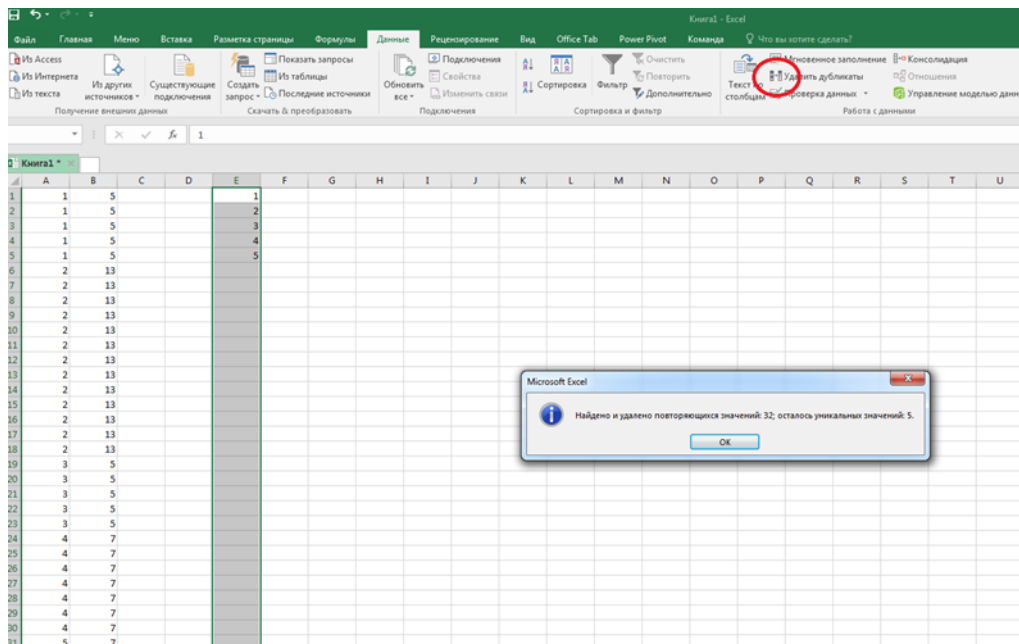 Книга1 - Excel
Файл Главная Меню Вставка Разметка страницы Формулы Данные Рецензирование Вид Office Tab Power Pivot Команда Что вы хотите сделать?
Из Access
Из Интернета
Из текста
Из других источников
Существующие подключения
Получение внешних данных
Создать запрос
Показать запросы
Из таблицы
Последние источники
Скачать & преобразовать
Обновить все
Подключения
Свойства
Изменить связи
Подключения
Сортировка
Фильтр
Очистить
Повторить
Дополнительно
Сортировка и фильтр
Текст по столбцам
Мгновенное заполнение
Удалить дубликаты
Проверка данных
Консолидация
Отношения
Управление моделью данн
Работа с данными
fx 1
Книга1 *
A B C D E F G H I J K L M N O P Q R S T U
1 1 5 1
2 1 5 2
3 1 5 3
4 1 5 4
5 1 5 5
6 2 13
7 2 13
8 2 13
9 2 13
10 2 13
11 2 13
12 2 13
13 2 13
14 2 13
15 2 13
16 2 13
17 2 13
18 2 13
19 3 5
20 3 5
21 3 5
22 3 5
23 3 5
24 4 7
25 4 7
26 4 7
27 4 7
28 4 7
29 4 7
30 4 7
31 5 7
Microsoft Excel
Найдено и удалено повторяющихся значений: 32; осталось уникальных значений: 5.
ОК